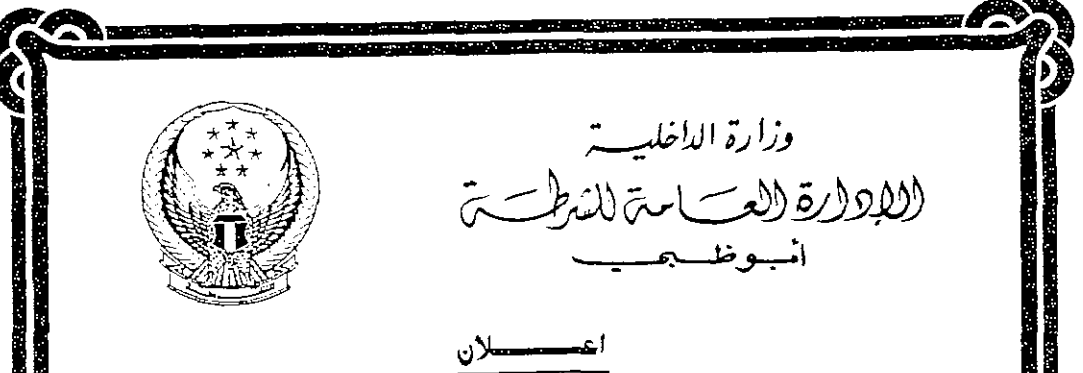 وزارة الداخلية
الإدارة العامة للشرطة
أبوظبي
اعلان